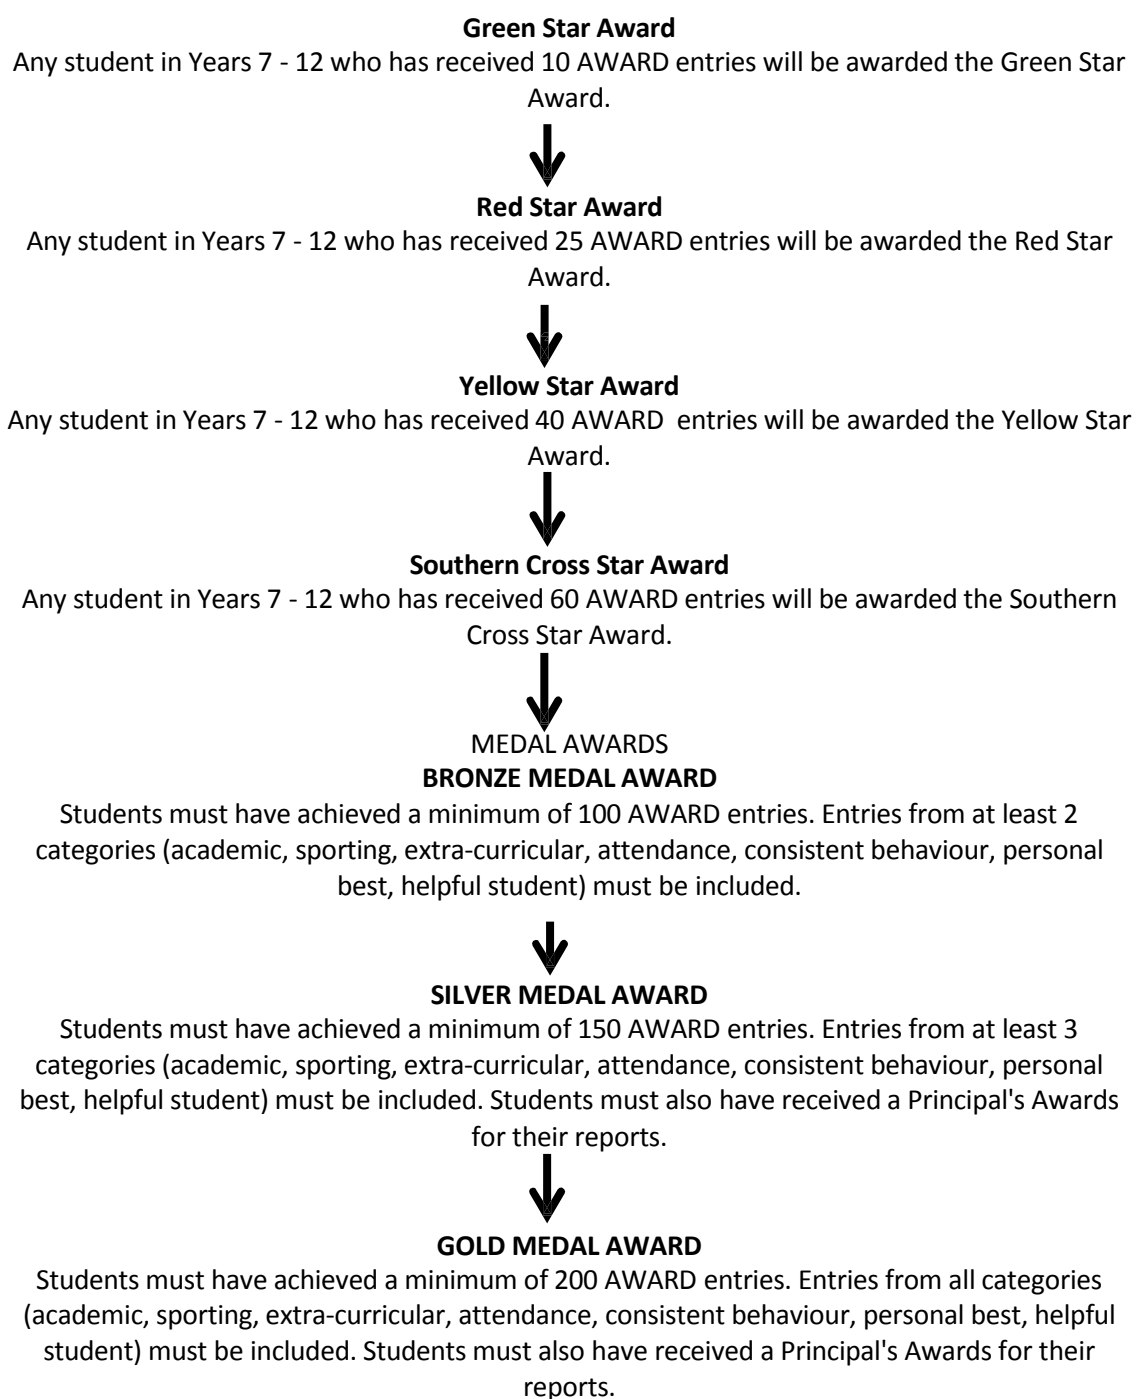 Green Star Award
Any student in Years 7 - 12 who has received 10 AWARD entries will be awarded the Green Star
Award.
Red Star Award
Any student in Years 7 - 12 who has received 25 AWARD entries will be awarded the Red Star
Award.
Yellow Star Award
Any student in Years 7 - 12 who has received 40 AWARD  entries will be awarded the Yellow Star
Award.
Southern Cross Star Award
Any student in Years 7 - 12 who has received 60 AWARD entries will be awarded the Southern
Cross Star Award.
MEDAL AWARDS
BRONZE MEDAL AWARD
Students must have achieved a minimum of 100 AWARD entries. Entries from at least 2
categories (academic, sporting, extra-curricular, attendance, consistent behaviour, personal
best, helpful student) must be included.
SILVER MEDAL AWARD
Students must have achieved a minimum of 150 AWARD entries. Entries from at least 3
categories (academic, sporting, extra-curricular, attendance, consistent behaviour, personal
best, helpful student) must be included. Students must also have received a Principal's Awards
for their reports.
GOLD MEDAL AWARD
Students must have achieved a minimum of 200 AWARD entries. Entries from all categories
(academic, sporting, extra-curricular, attendance, consistent behaviour, personal best, helpful
student) must be included. Students must also have received a Principal's Awards for their
reports.